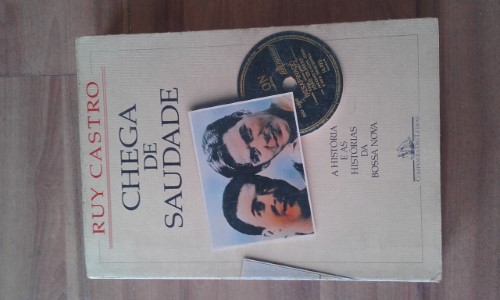 RUY CASTRO
CHEGA
DE
SAUDADE
A HISTÓRIA
E AS
HISTÓRIAS
DA
BOSSA NOVA